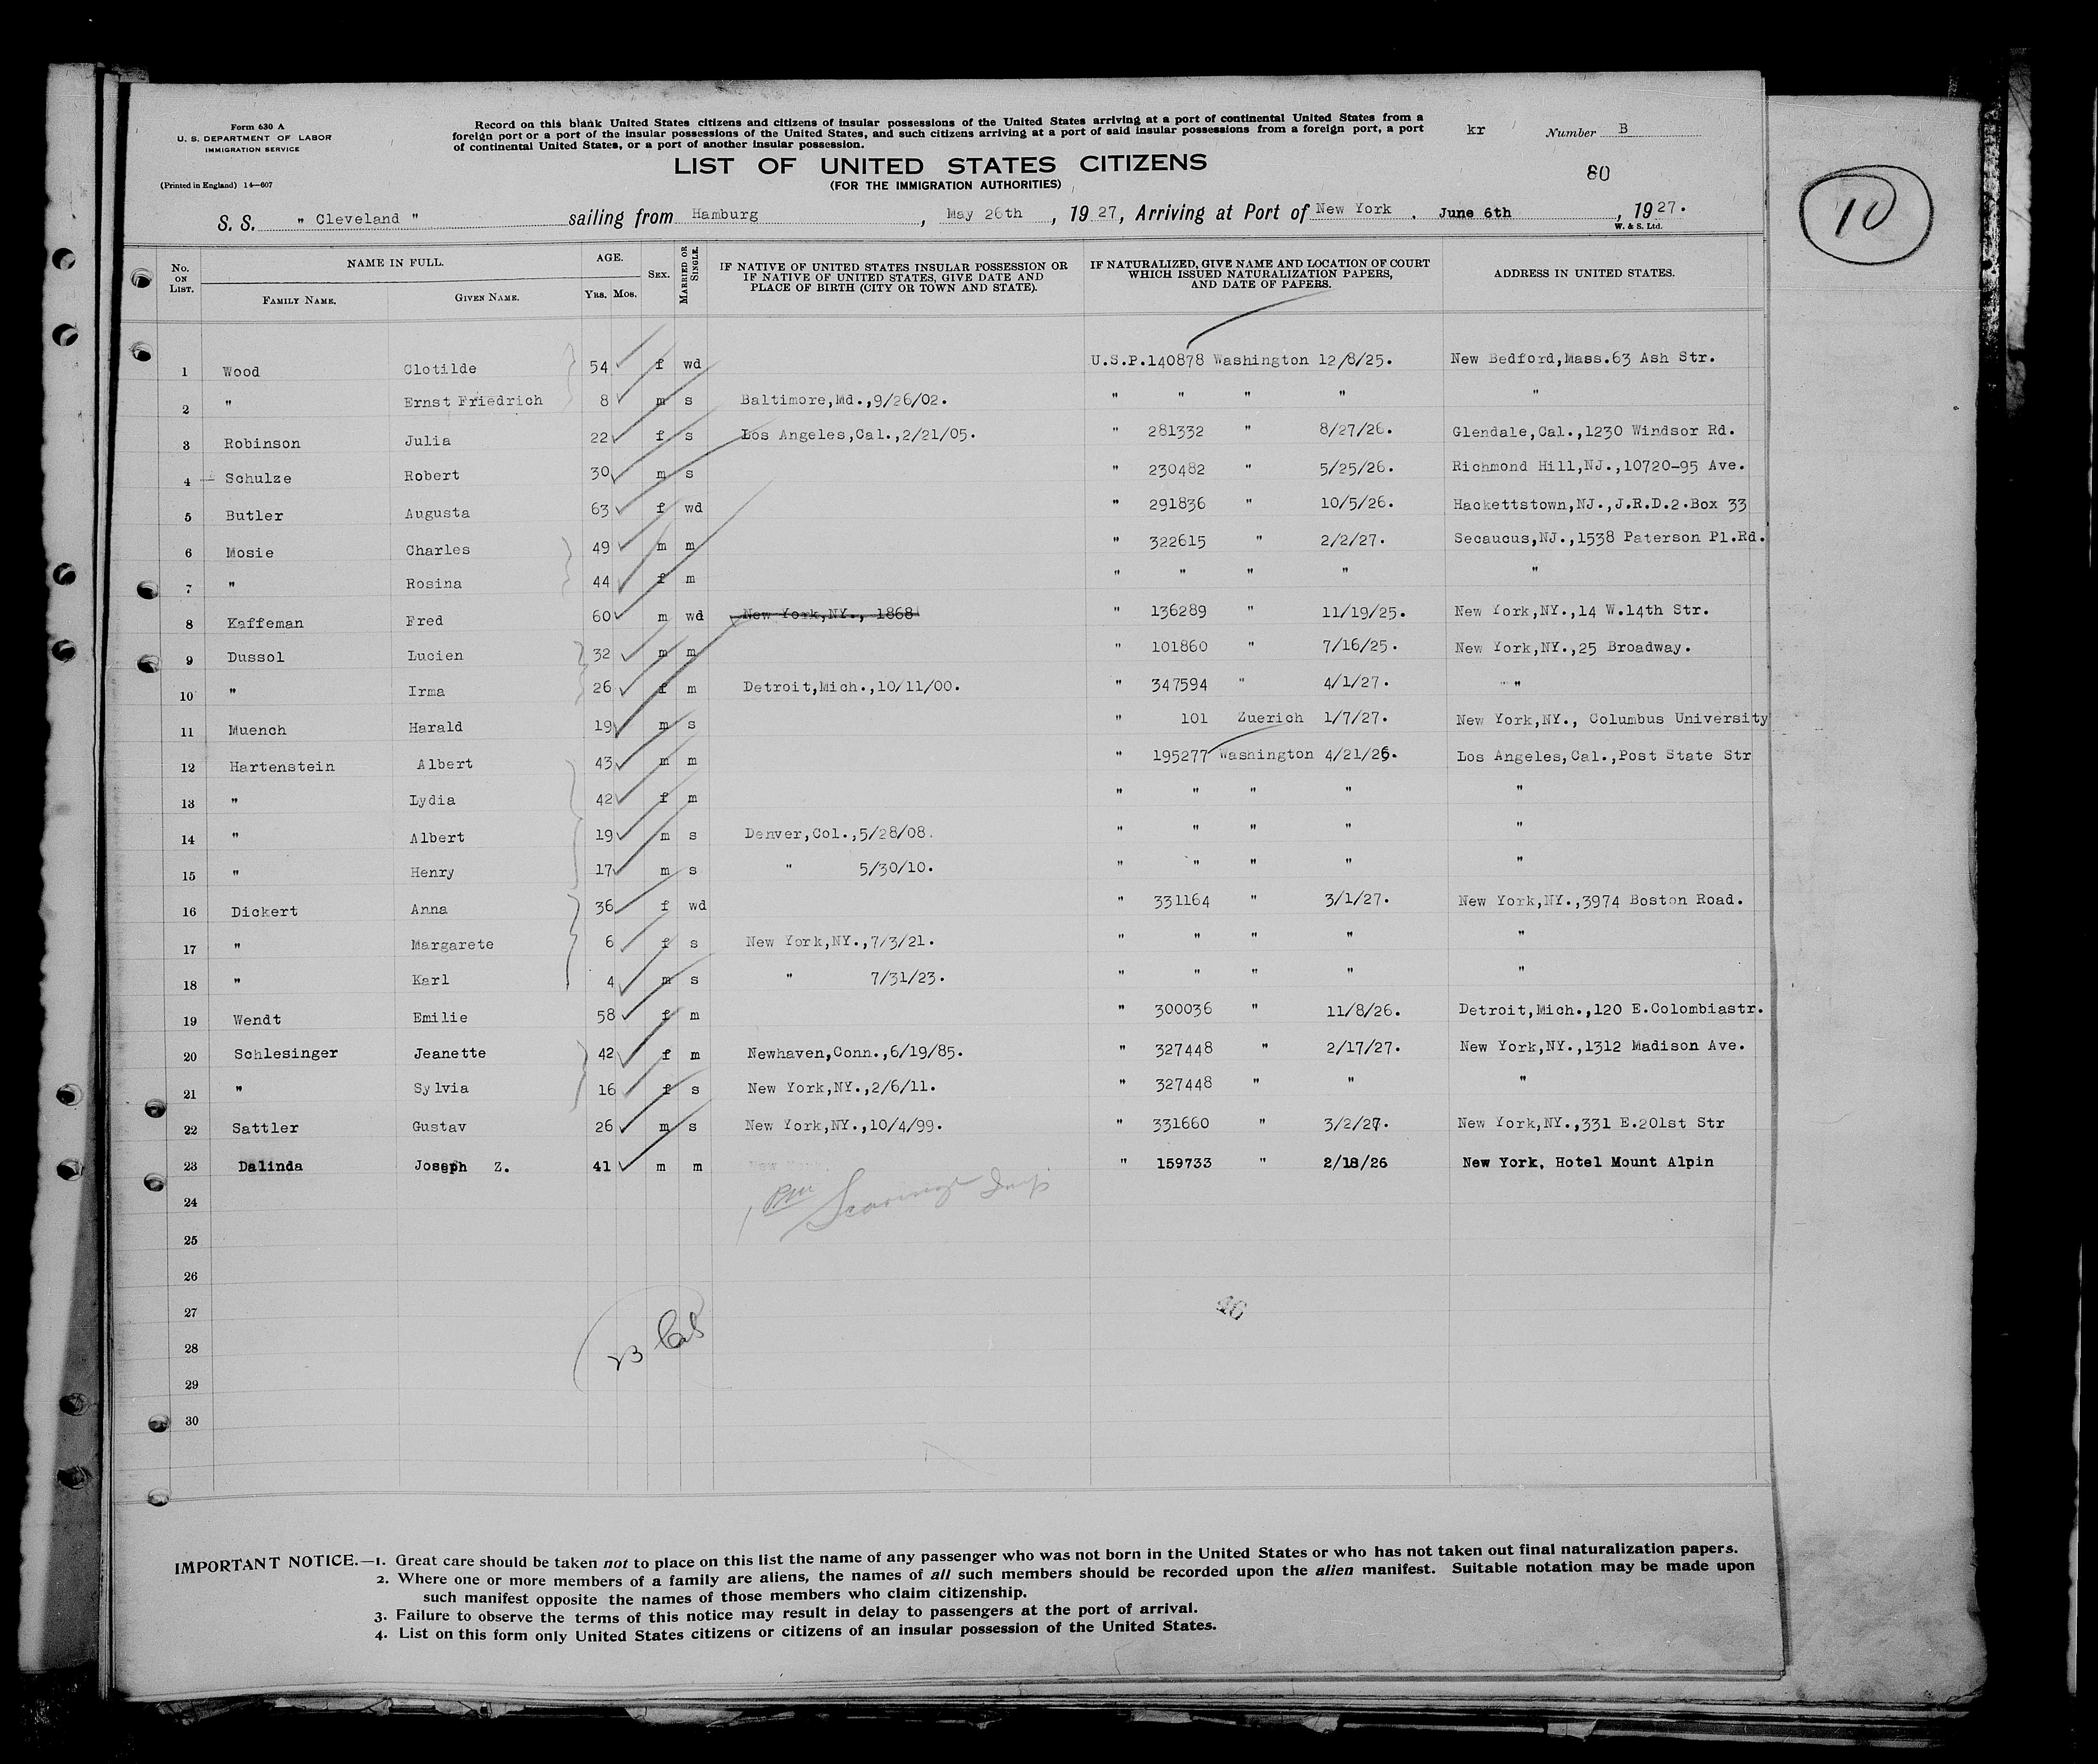 Form 630 A
U. S. DEPARTMENT OF LABOR
IMMIGRATION SERVICE
(Printed in England) 14—607
Record on this blank United States citizens and citizens of insular possessions of the United States arriving at a port of continental United States from a
foreign port or a port of the insular possessions of the United States, and such citizens arriving at a port of said insular possessions from a foreign port, a port
of continental United States, or a port of another insular possession.
kr Number B
LIST OF UNITED STATES CITIZENS
(FOR THE IMMIGRATION AUTHORITIES)
80
10
S. S. " Cleveland " sailing from Hamburg , May 26th , 1927, Arriving at Port of New York . June 6th , 1927.
W. & S. Ltd.
No. ON LIST.
NAME IN FULL.
FAMILY NAME. GIVEN NAME.
AGE.
Yrs. Mos.
SEX.
MARRIED OR SINGLE.
IF NATIVE OF UNITED STATES INSULAR POSSESSION OR
IF NATIVE OF UNITED STATES, GIVE DATE AND
PLACE OF BIRTH (CITY OR TOWN AND STATE).
IF NATURALIZED, GIVE NAME AND LOCATION OF COURT
WHICH ISSUED NATURALIZATION PAPERS,
AND DATE OF PAPERS.
ADDRESS IN UNITED STATES.
1 Wood Clotilde 54 f wd U.S.P.140878 Washington 12/8/25. New Bedford,Mass.63 Ash Str.
2 " Ernst Friedrich 8 m s Baltimore,Md.,9/26/02. " " " " "
3 Robinson Julia 22 f s Los Angeles,Cal.,2/21/05. " 281332 " 8/27/26. Glendale,Cal.,1230 Windsor Rd.
4 Schulze Robert 30 m s " 230482 " 5/25/26. Richmond Hill,NJ.,10720-95 Ave.
5 Butler Augusta 63 f wd " 291836 " 10/5/26. Hackettstown,NJ.,J.R.D.2.Box 33
6 Mosie Charles 49 m m " 322615 " 2/2/27. Secaucus,NJ.,1538 Paterson Pl.Rd.
7 " Rosina 44 f m " " " " "
8 Kaffeman Fred 60 m wd New York,NY., 1868 " 136289 " 11/19/25. New York,NY.,14 W.14th Str.
9 Dussol Lucien 32 m m " 101860 " 7/16/25. New York,NY.,25 Broadway.
10 " Irma 26 f m Detroit,Mich.,10/11/00. " 347594 " 4/1/27. " "
11 Muench Harald 19 m s " 101 Zuerich 1/7/27. New York,NY., Columbus University
12 Hartenstein Albert 43 m m " 195277 Washington 4/21/26. Los Angeles,Cal.,Post State Str
13 " Lydia 42 f m " " " " "
14 " Albert 19 m s Denver,Col.,5/28/08. " " " " "
15 " Henry 17 m s " 5/30/10. " " " " "
16 Dickert Anna 36 f wd " 331164 " 3/1/27. New York,NY.,3974 Boston Road.
17 " Margarete 6 f s New York,NY.,7/3/21. " " " " "
18 " Karl 4 m s " 7/31/23. " " " " "
19 Wendt Emilie 58 f m " 300036 " 11/8/26. Detroit,Mich.,120 E.Colombiastr.
20 Schlesinger Jeanette 42 f m Newhaven,Conn.,6/19/85. " 327448 " 2/17/27. New York,NY.,1312 Madison Ave.
21 " Sylvia 16 f s New York,NY.,2/6/11. " 327448 " " "
22 Sattler Gustav 26 m s New York,NY.,10/4/99. " 331660 " 3/2/27. New York,NY.,331 E.201st Str
23 Dalinda Joseph Z. 41 m m " 159733 " 2/18/26 New York, Hotel Mount Alpin
24
25
26
27
28
29
30
23
IMPORTANT NOTICE.—1. Great care should be taken not to place on this list the name of any passenger who was not born in the United States or who has not taken out final naturalization papers.
2. Where one or more members of a family are aliens, the names of all such members should be recorded upon the alien manifest. Suitable notation may be made upon
such manifest opposite the names of those members who claim citizenship.
3. Failure to observe the terms of this notice may result in delay to passengers at the port of arrival.
4. List on this form only United States citizens or citizens of an insular possession of the United States.